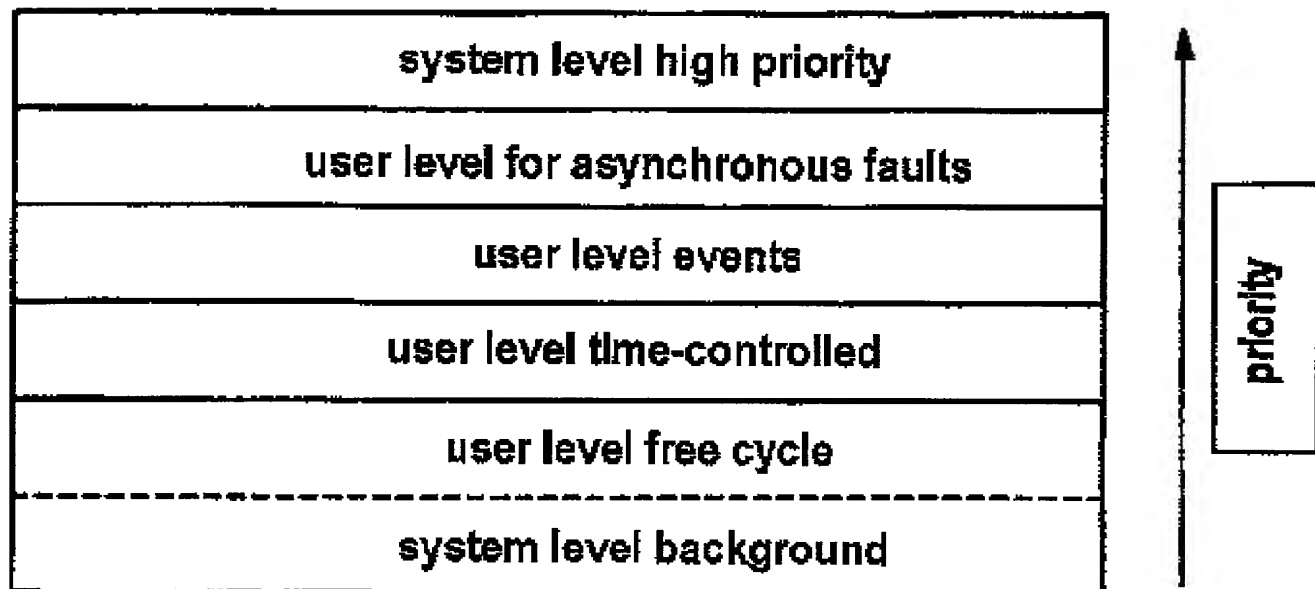 system level high priority
user level for asynchronous faults
user level events
user level time-controlled
user level free cycle
system level background
priority